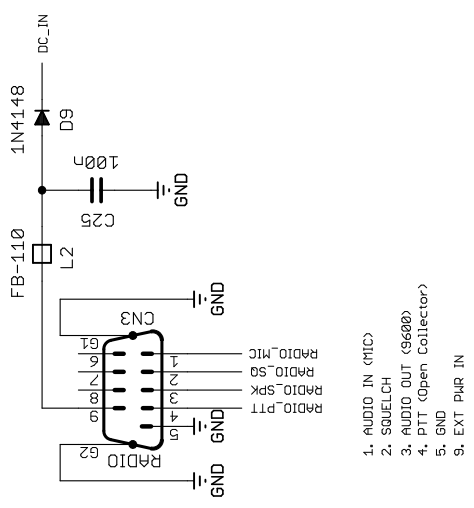 DC_IN
1N4148
D9
100n
C25
GND
FB-110
L2
GND
CN3
G1
6
7
8
9
1
2
3
4
5
RADIO_MIC
RADIO_SQ
RADIO_SPK
RADIO_PTT
GND
G2
RADIO
GND
1. AUDIO IN (MIC)
2. SQUELCH
3. AUDIO OUT (9600)
4. PTT (Open Collector)
5. GND
9. EXT PWR IN